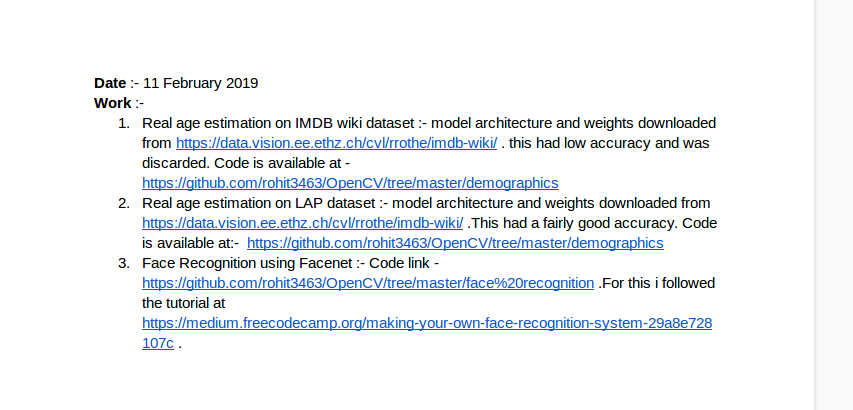 Date :- 11 February 2019
Work :-
1. Real age estimation on IMDB wiki dataset :- model architecture and weights downloaded
from https://data.vision.ee.ethz.ch/cvl/rrothe/imdb-wiki/ . this had low accuracy and was
discarded. Code is available at -
https://github.com/rohit3463/OpenCV/tree/master/demographics
2. Real age estimation on LAP dataset :- model architecture and weights downloaded from
https://data.vision.ee.ethz.ch/cvl/rrothe/imdb-wiki/ .This had a fairly good accuracy. Code
is available at:- https://github.com/rohit3463/OpenCV/tree/master/demographics
3. Face Recognition using Facenet :- Code link -
https://github.com/rohit3463/OpenCV/tree/master/face%20recognition .For this i followed
the tutorial at
https://medium.freecodecamp.org/making-your-own-face-recognition-system-29a8e728
107c .